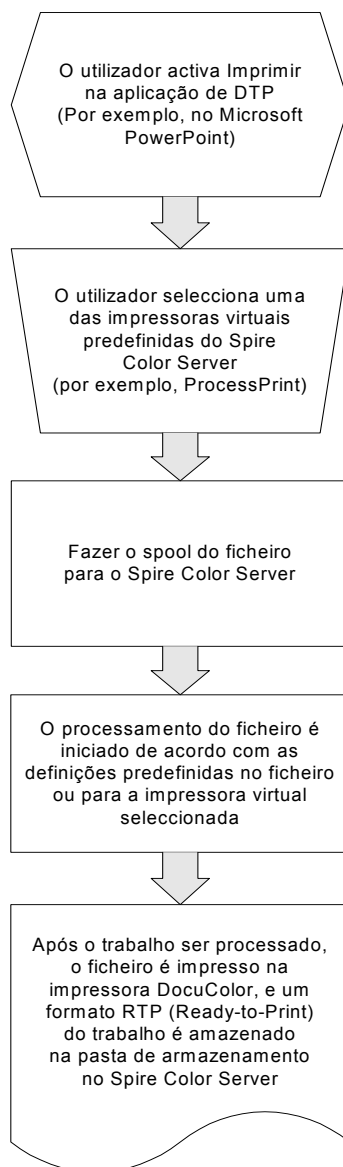 O utilizador activa Imprimir
na aplicação de DTP
(Por exemplo, no Microsoft
PowerPoint)
O utilizador selecciona uma
das impressoras virtuais
predefinidas do Spire
Color Server
(por exemplo, ProcessPrint)
Fazer o spool do ficheiro
para o Spire Color Server
O processamento do ficheiro é
iniciado de acordo com as
definições predefinidas no ficheiro
ou para a impressora virtual
seleccionada
Após o trabalho ser processado,
o ficheiro é impresso na
impressora DocuColor, e um
formato RTP (Ready-to-Print)
do trabalho é amazenado
na pasta de armazenamento
no Spire Color Server